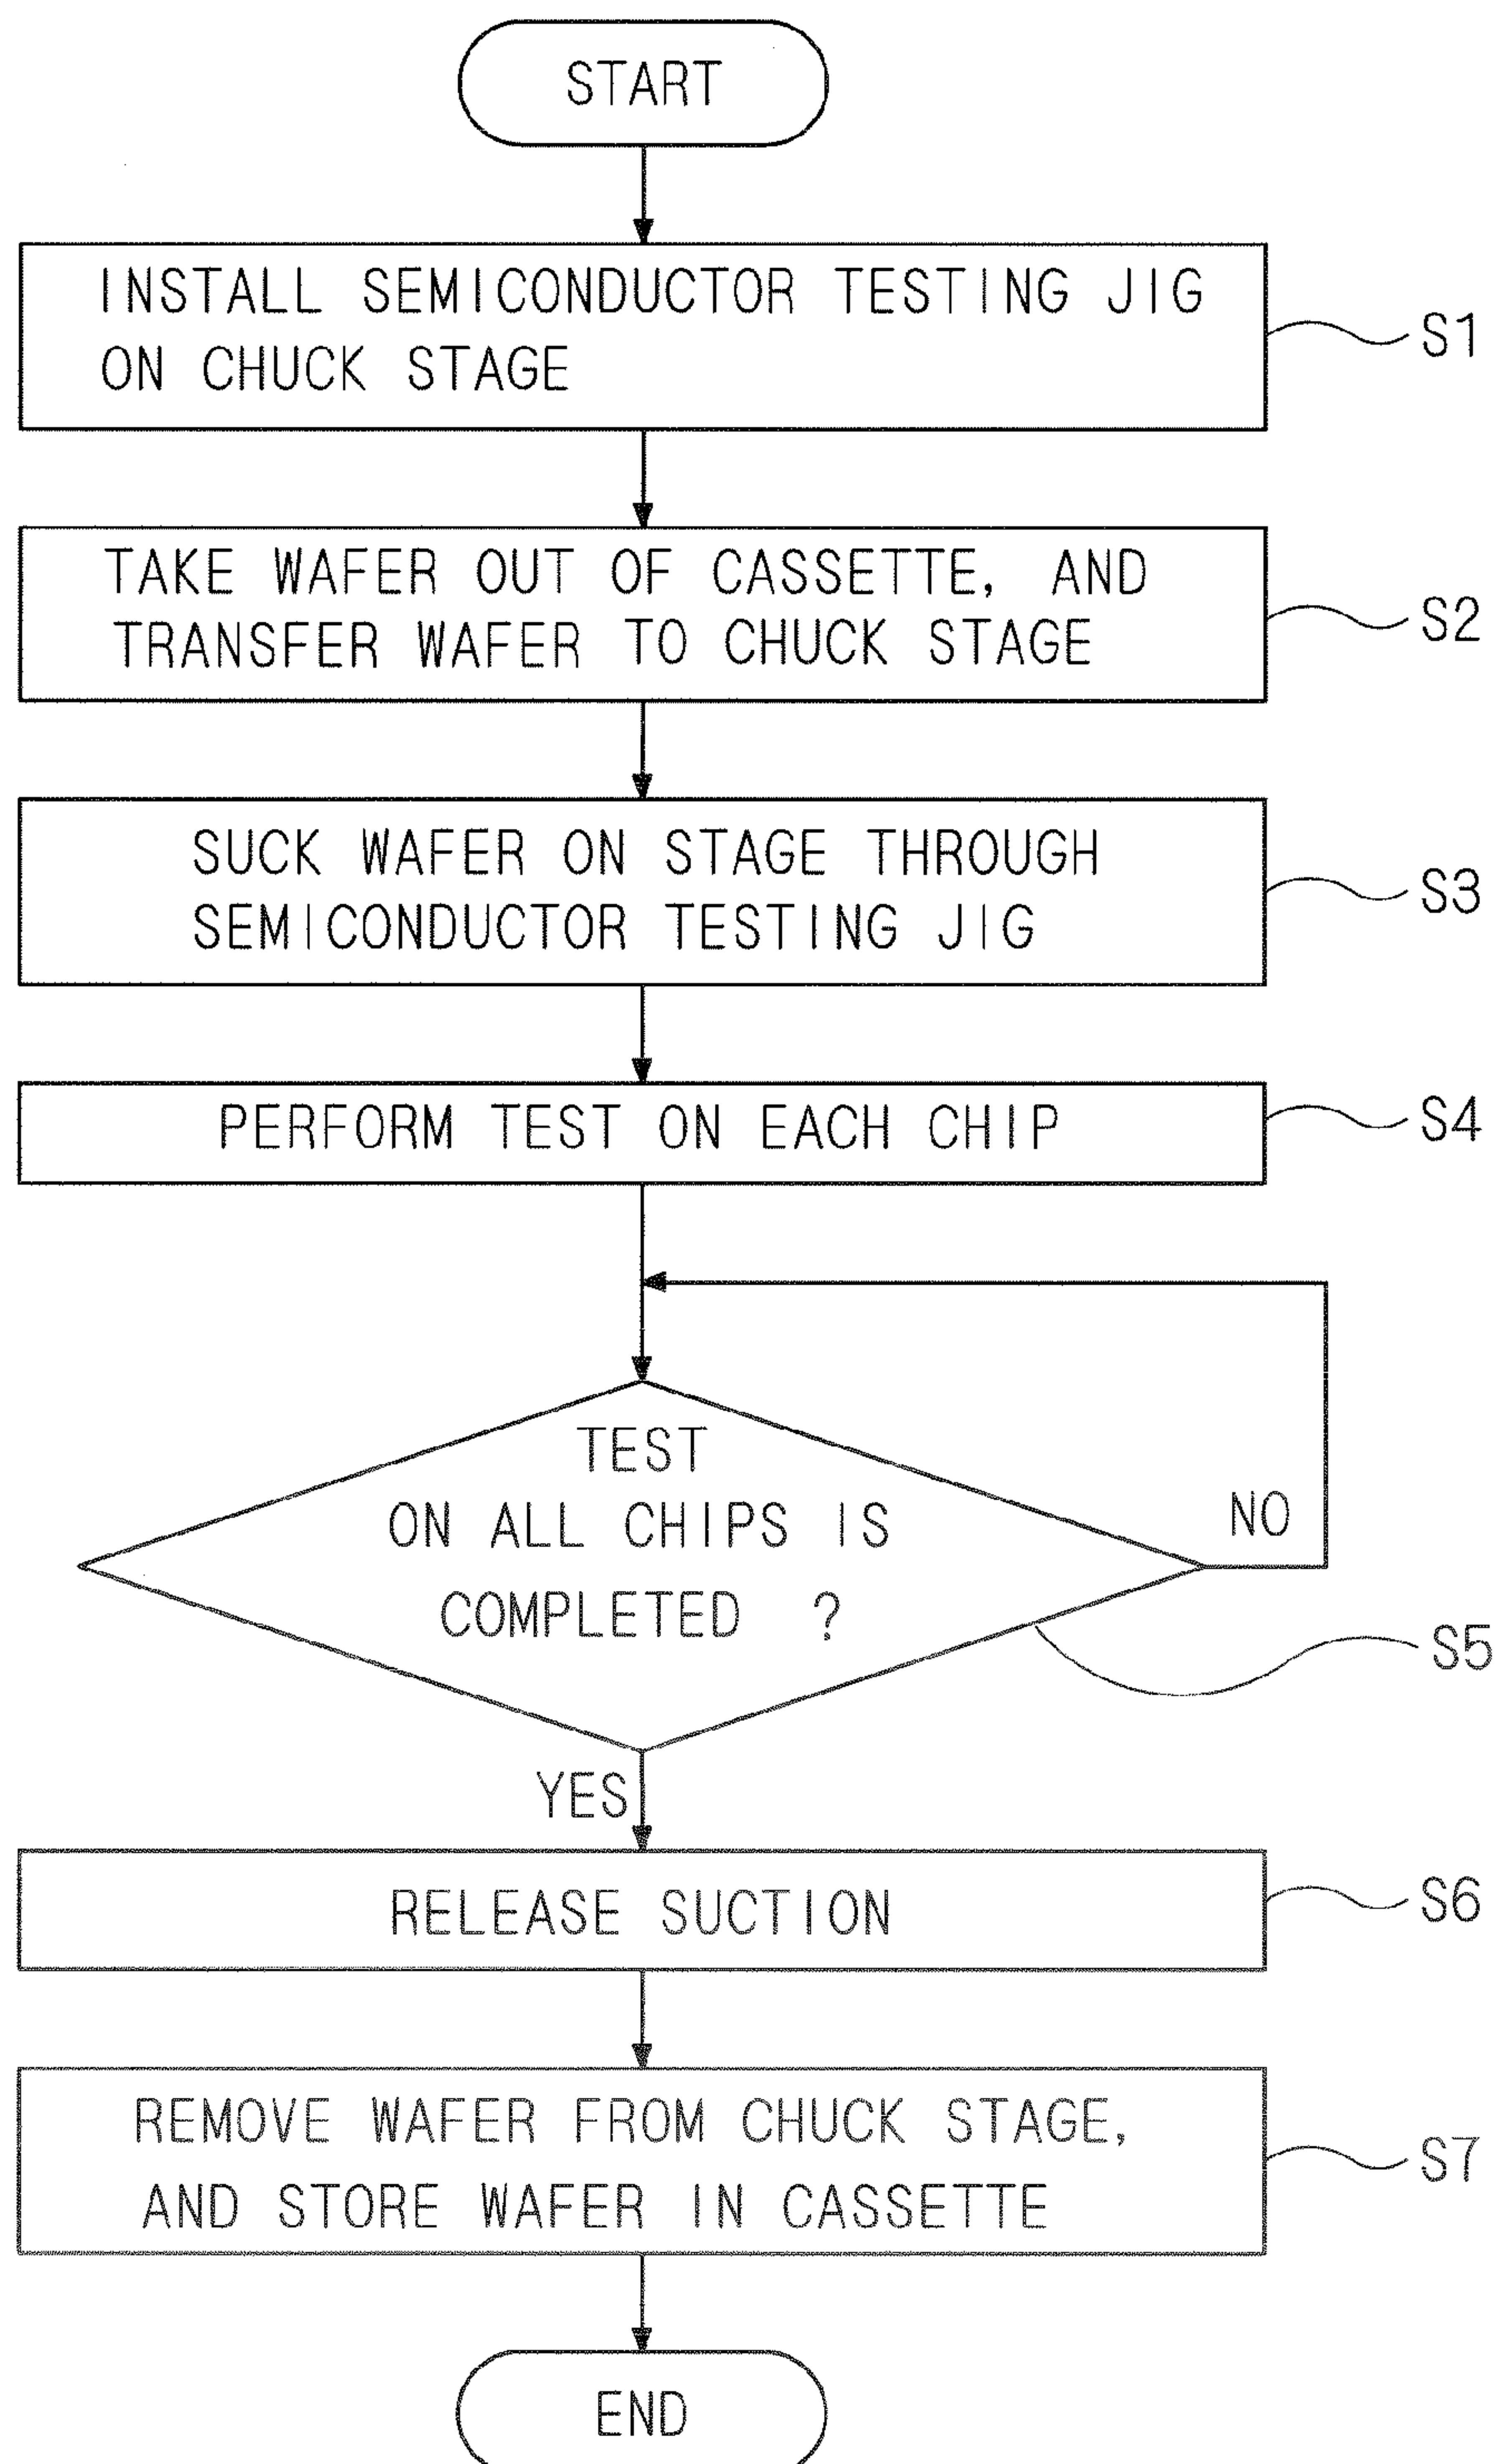 START
INSTALL SEMICONDUCTOR TESTING JIG
ON CHUCK STAGE
S1
TAKE WAFER OUT OF CASSETTE, AND
TRANSFER WAFER TO CHUCK STAGE
S2
SUCK WAFER ON STAGE THROUGH
SEMICONDUCTOR TESTING JIG
S3
PERFORM TEST ON EACH CHIP
S4
TEST
ON ALL CHIPS IS
COMPLETED ?
NO
S5
YES
RELEASE SUCTION
S6
REMOVE WAFER FROM CHUCK STAGE,
AND STORE WAFER IN CASSETTE
S7
END